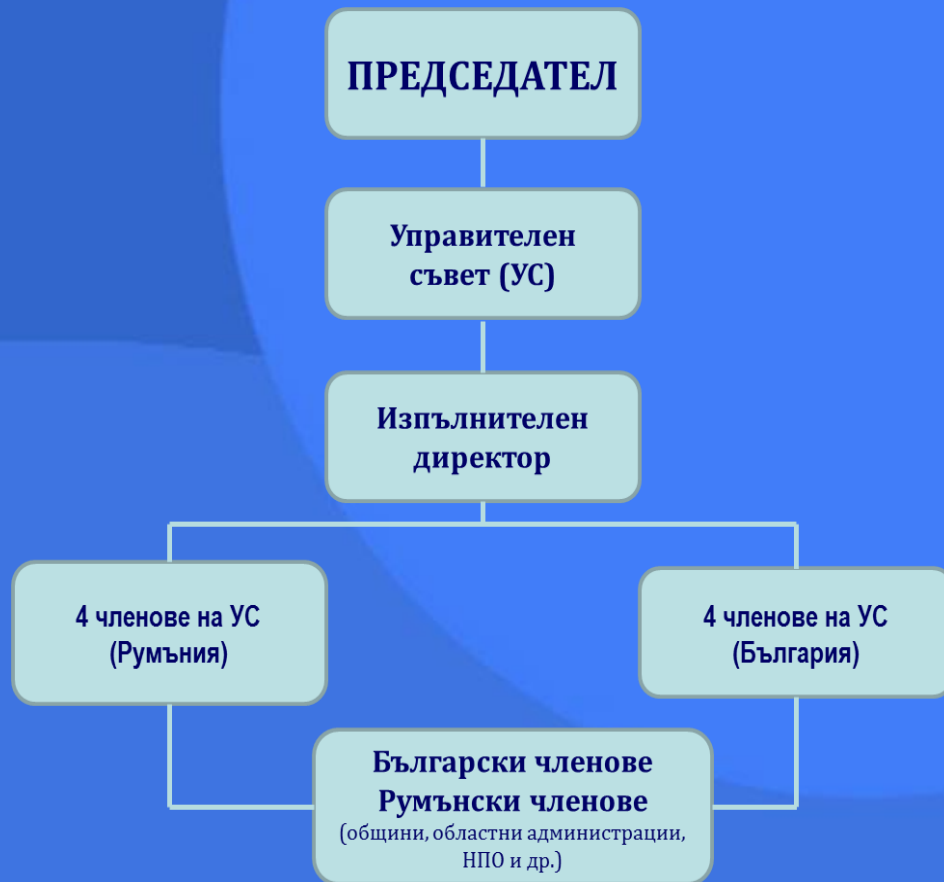 ПРЕДСЕДАТЕЛ
Управителен
съвет (УС)
Изпълнителен
директор
4 членове на УС
(Румъния)
4 членове на УС
(България)
Български членове
Румънски членове
(общини, областни администрации,
НПО и др.)